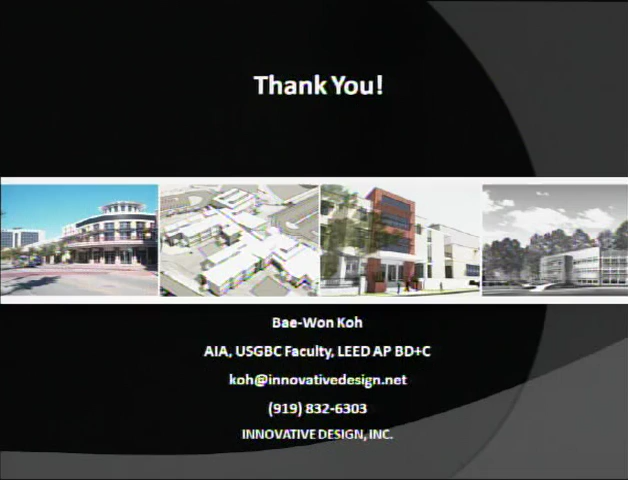 Thank You!
Bae-Won Koh
AIA, USGBC Faculty, LEED AP BD+C
koh@innovativedesign.net
(919) 832-6303
INNOVATIVE DESIGN, INC.